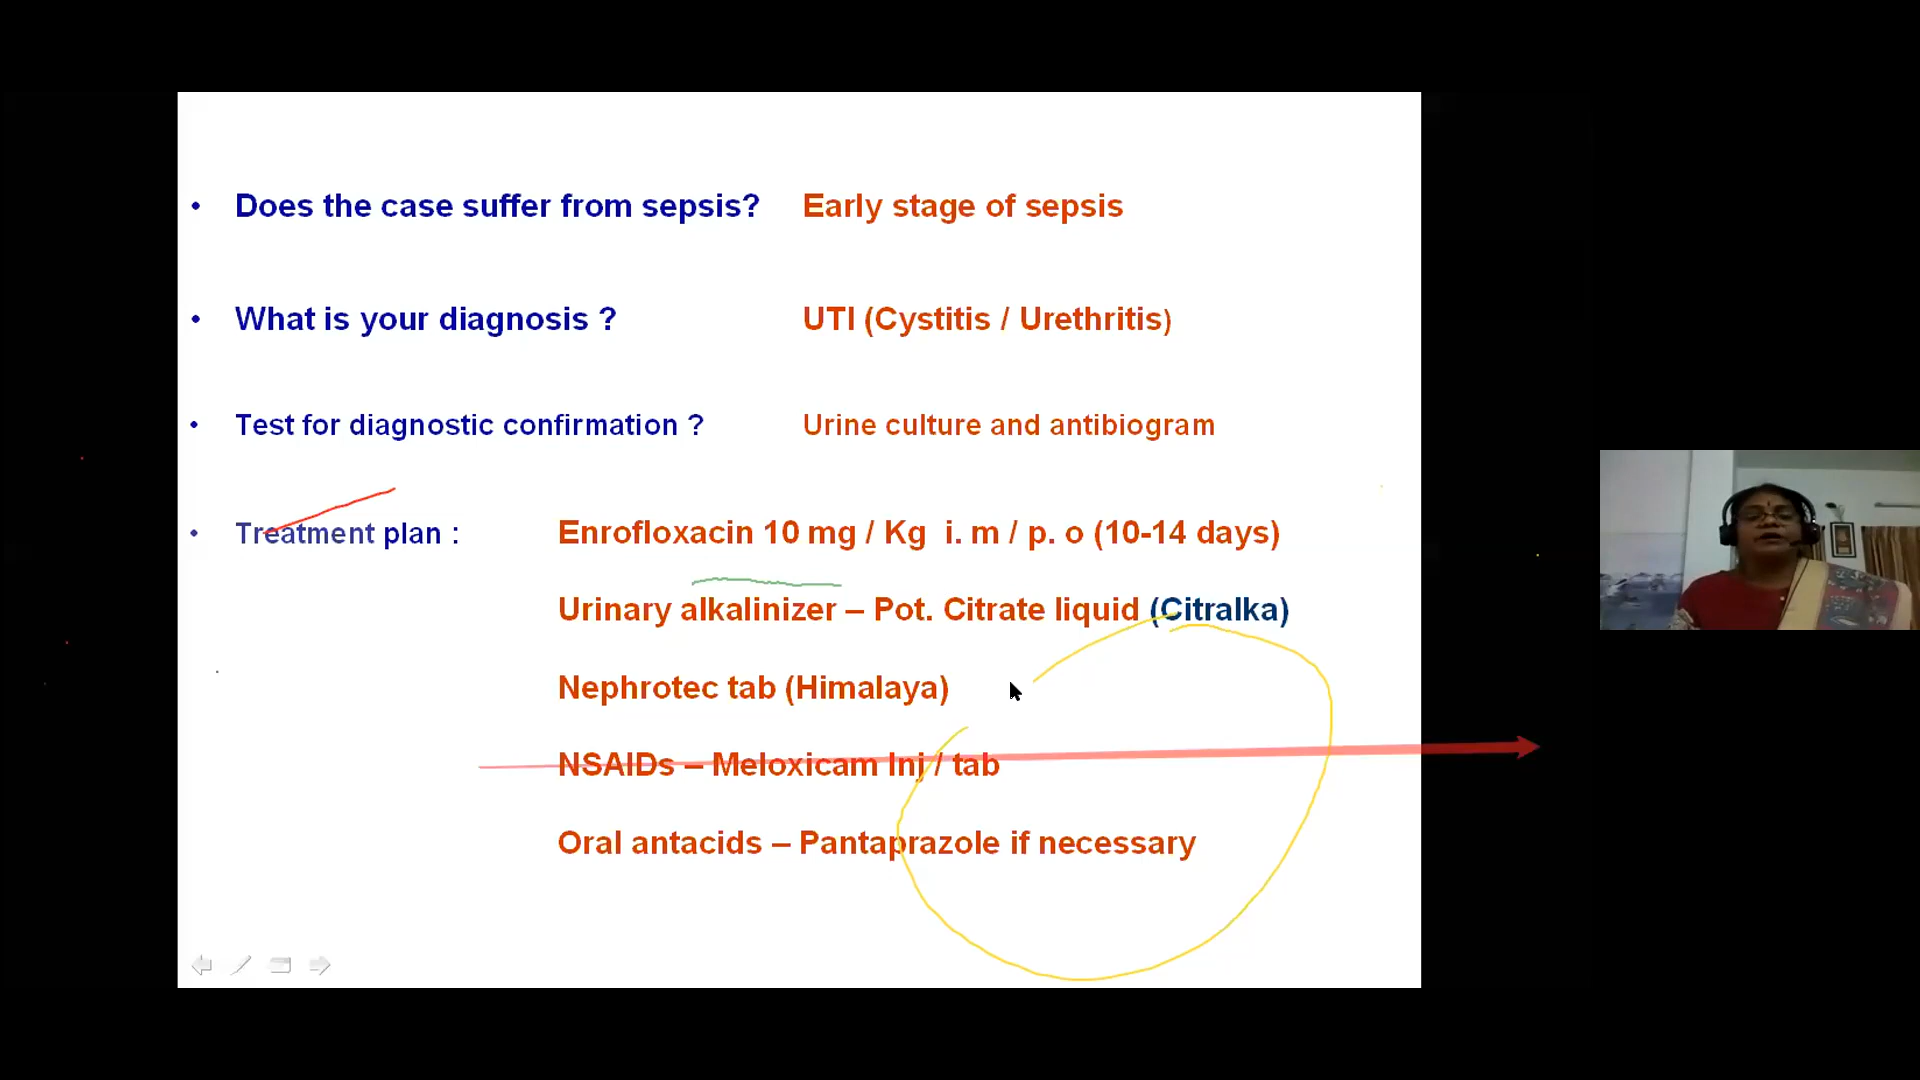 • Does the case suffer from sepsis? Early stage of sepsis
• What is your diagnosis ? UTI (Cystitis / Urethritis)
• Test for diagnostic confirmation ? Urine culture and antibiogram
• Treatment plan : Enrofloxacin 10 mg / Kg i. m / p. o (10-14 days)
Urinary alkalinizer – Pot. Citrate liquid (Citralka)
Nephrotec tab (Himalaya)
NSAIDs – Meloxicam Inj / tab
Oral antacids – Pantaprazole if necessary